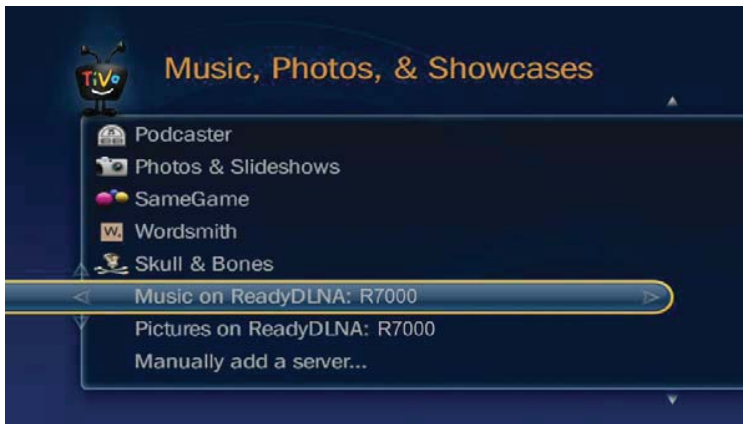 TiVo
Music, Photos, & Showcases
Podcaster
Photos & Slideshows
SameGame
W.
Wordsmith
Skull & Bones
Music on ReadyDLNA: R7000
Pictures on ReadyDLNA: R7000
Manually add a server...